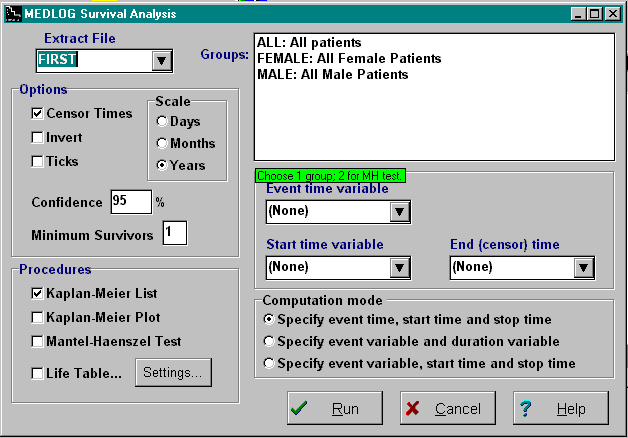 MEDLOG Survival Analysis
Extract File
FIRST
Groups:
ALL: All patients
FEMALE: All Female Patients
MALE: All Male Patients
Choose 1 group; 2 for MH test.
Options
Censor Times
Invert
Ticks
Scale
Days
Months
Years
Confidence 95 %
Minimum Survivors 1
Event time variable
(None)
Start time variable
(None)
End (censor) time
(None)
Procedures
Kaplan-Meier List
Kaplan-Meier Plot
Mantel-Haenszel Test
Life Table...
Settings...
Computation mode
Specify event time, start time and stop time
Specify event variable and duration variable
Specify event variable, start time and stop time
Run
Cancel
? Help